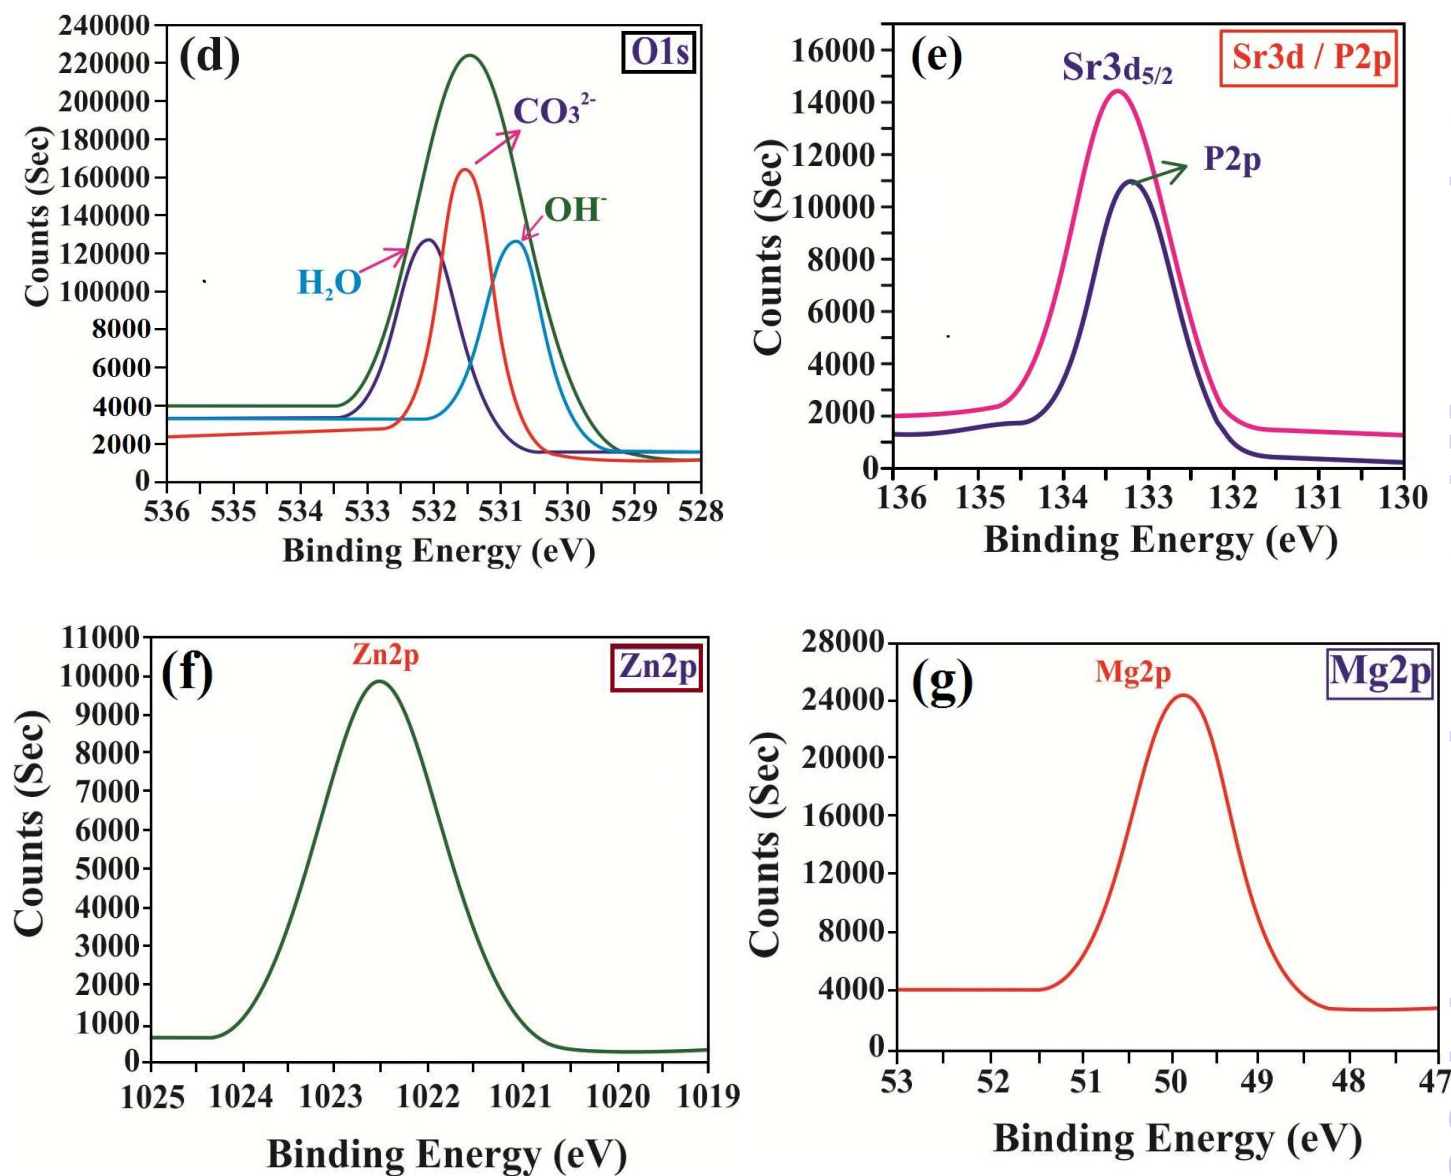 (d)
O1s
240000
220000
200000
180000
160000
140000
120000
100000
8000
6000
4000
2000
0
Counts (Sec)
CO₃²⁻
OH⁻
H₂O
536 535 534 533 532 531 530 529 528
Binding Energy (eV)
(e)
Sr3d / P2p
Sr3d5/2
P2p
16000
14000
12000
10000
8000
6000
4000
2000
0
Counts (Sec)
136 135 134 133 132 131 130
Binding Energy (eV)
(f)
Zn2p
Zn2p
11000
10000
9000
8000
7000
6000
5000
4000
3000
2000
1000
0
Counts (Sec)
1025 1024 1023 1022 1021 1020 1019
Binding Energy (eV)
(g)
Mg2p
Mg2p
28000
24000
20000
16000
12000
8000
4000
0
Counts (Sec)
53 52 51 50 49 48 47
Binding Energy (eV)